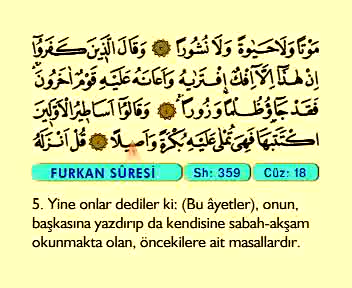 مَوْتًا وَلَا حَيٰوةً وَلَا نُشُورًا ۝ وَقَالَ الَّذٖينَ كَفَرُٓوا
اِنْ هٰذَٓا اِلَّٓا اِفْكٌۨ افْتَرٰيهُ وَاَعَانَهُ عَلَيْهِ قَوْمٌ اٰخَرُونَۚ
فَقَدْ جَٓاؤُ۫ ظُلْمًا وَزُورًاۚ ۝ وَقَالُٓوا اَسَاطٖيرُ الْاَوَّلٖينَ
اكْتَتَبَهَا فَهِيَ تُمْلٰى عَلَيْهِ بُكْرَةً وَاَصٖيلًا ۝ قُلْ اَنْزَلَهُ
FURKAN SÛRESİ Sh: 359 Cüz: 18
5. Yine onlar dediler ki: (Bu âyetler), onun,
başkasına yazdırıp da kendisine sabah-akşam
okunmakta olan, öncekilere ait masallardır.